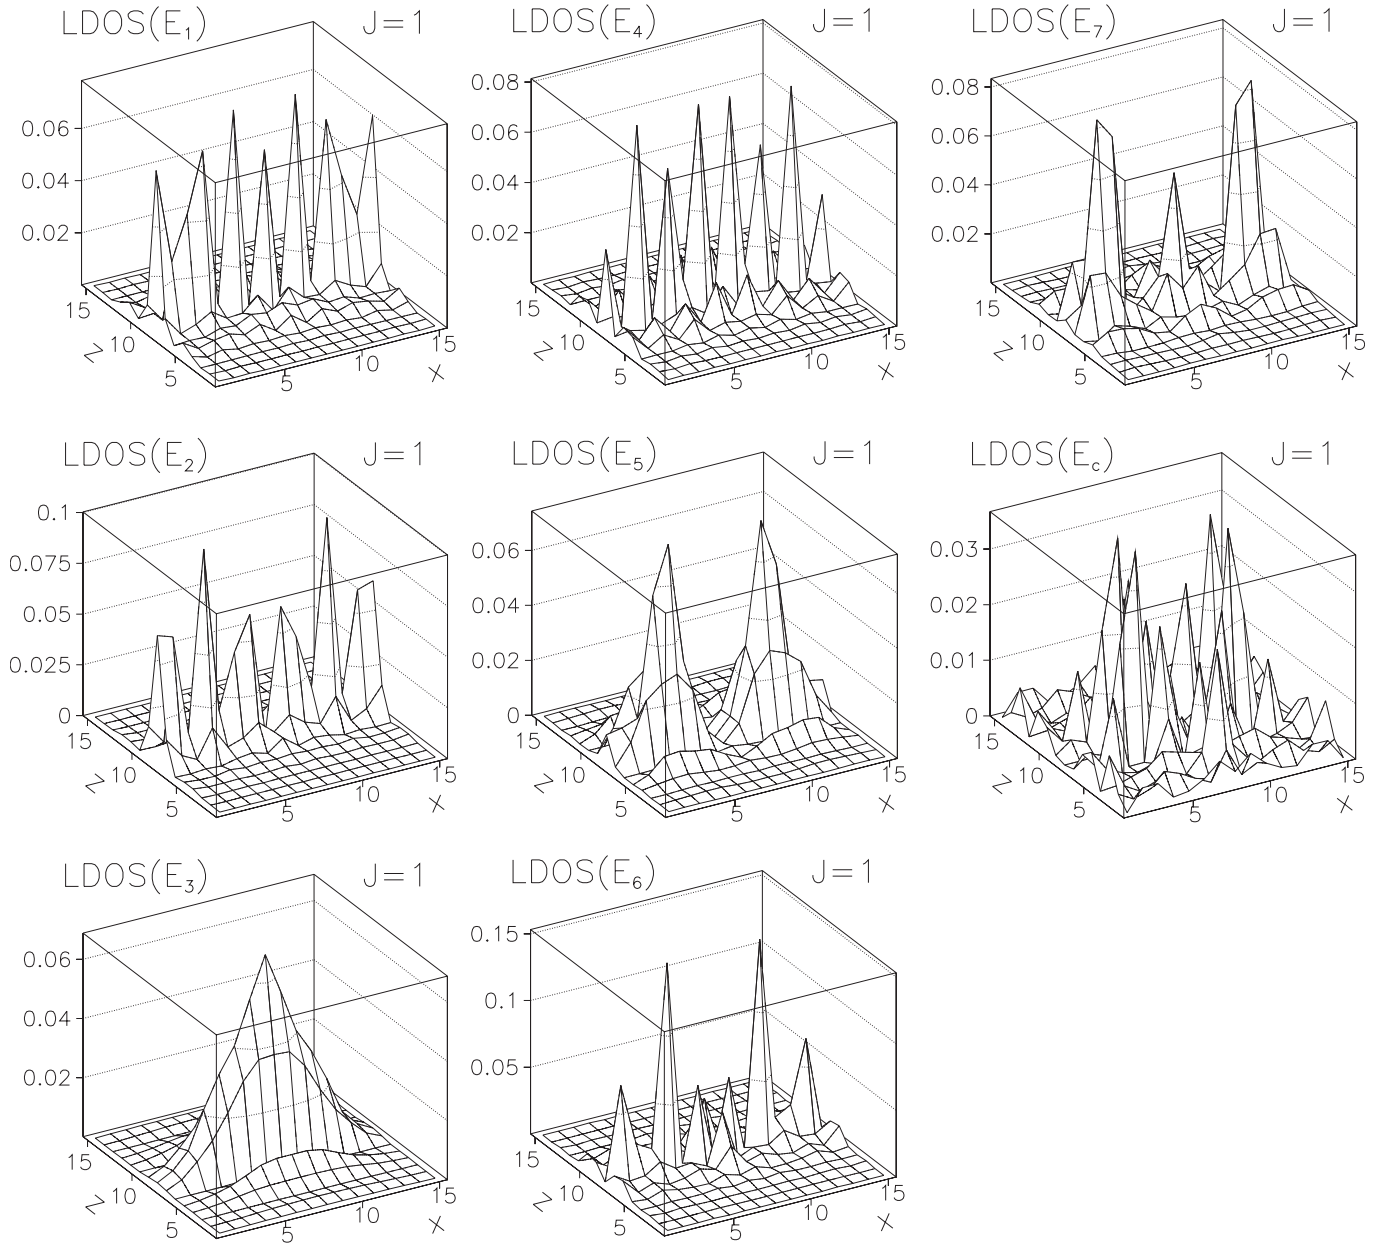 LDOS(E1) J=1
0.06
0.04
0.02
15
Z 10
5
5
10
15
X
LDOS(E4) J=1
0.08
0.06
0.04
0.02
15
Z 10
5
5
10
15
X
LDOS(E7) J=1
0.08
0.06
0.04
0.02
15
Z 10
5
5
10
15
X
LDOS(E2) J=1
0.1
0.075
0.05
0.025
0
15
Z 10
5
5
10
15
X
LDOS(E5) J=1
0.06
0.04
0.02
0
15
Z 10
5
5
10
15
X
LDOS(Ec) J=1
0.03
0.02
0.01
0
15
Z 10
5
5
10
15
X
LDOS(E3) J=1
0.06
0.04
0.02
15
Z 10
5
5
10
15
X
LDOS(E6) J=1
0.15
0.1
0.05
15
Z 10
5
5
10
15
X